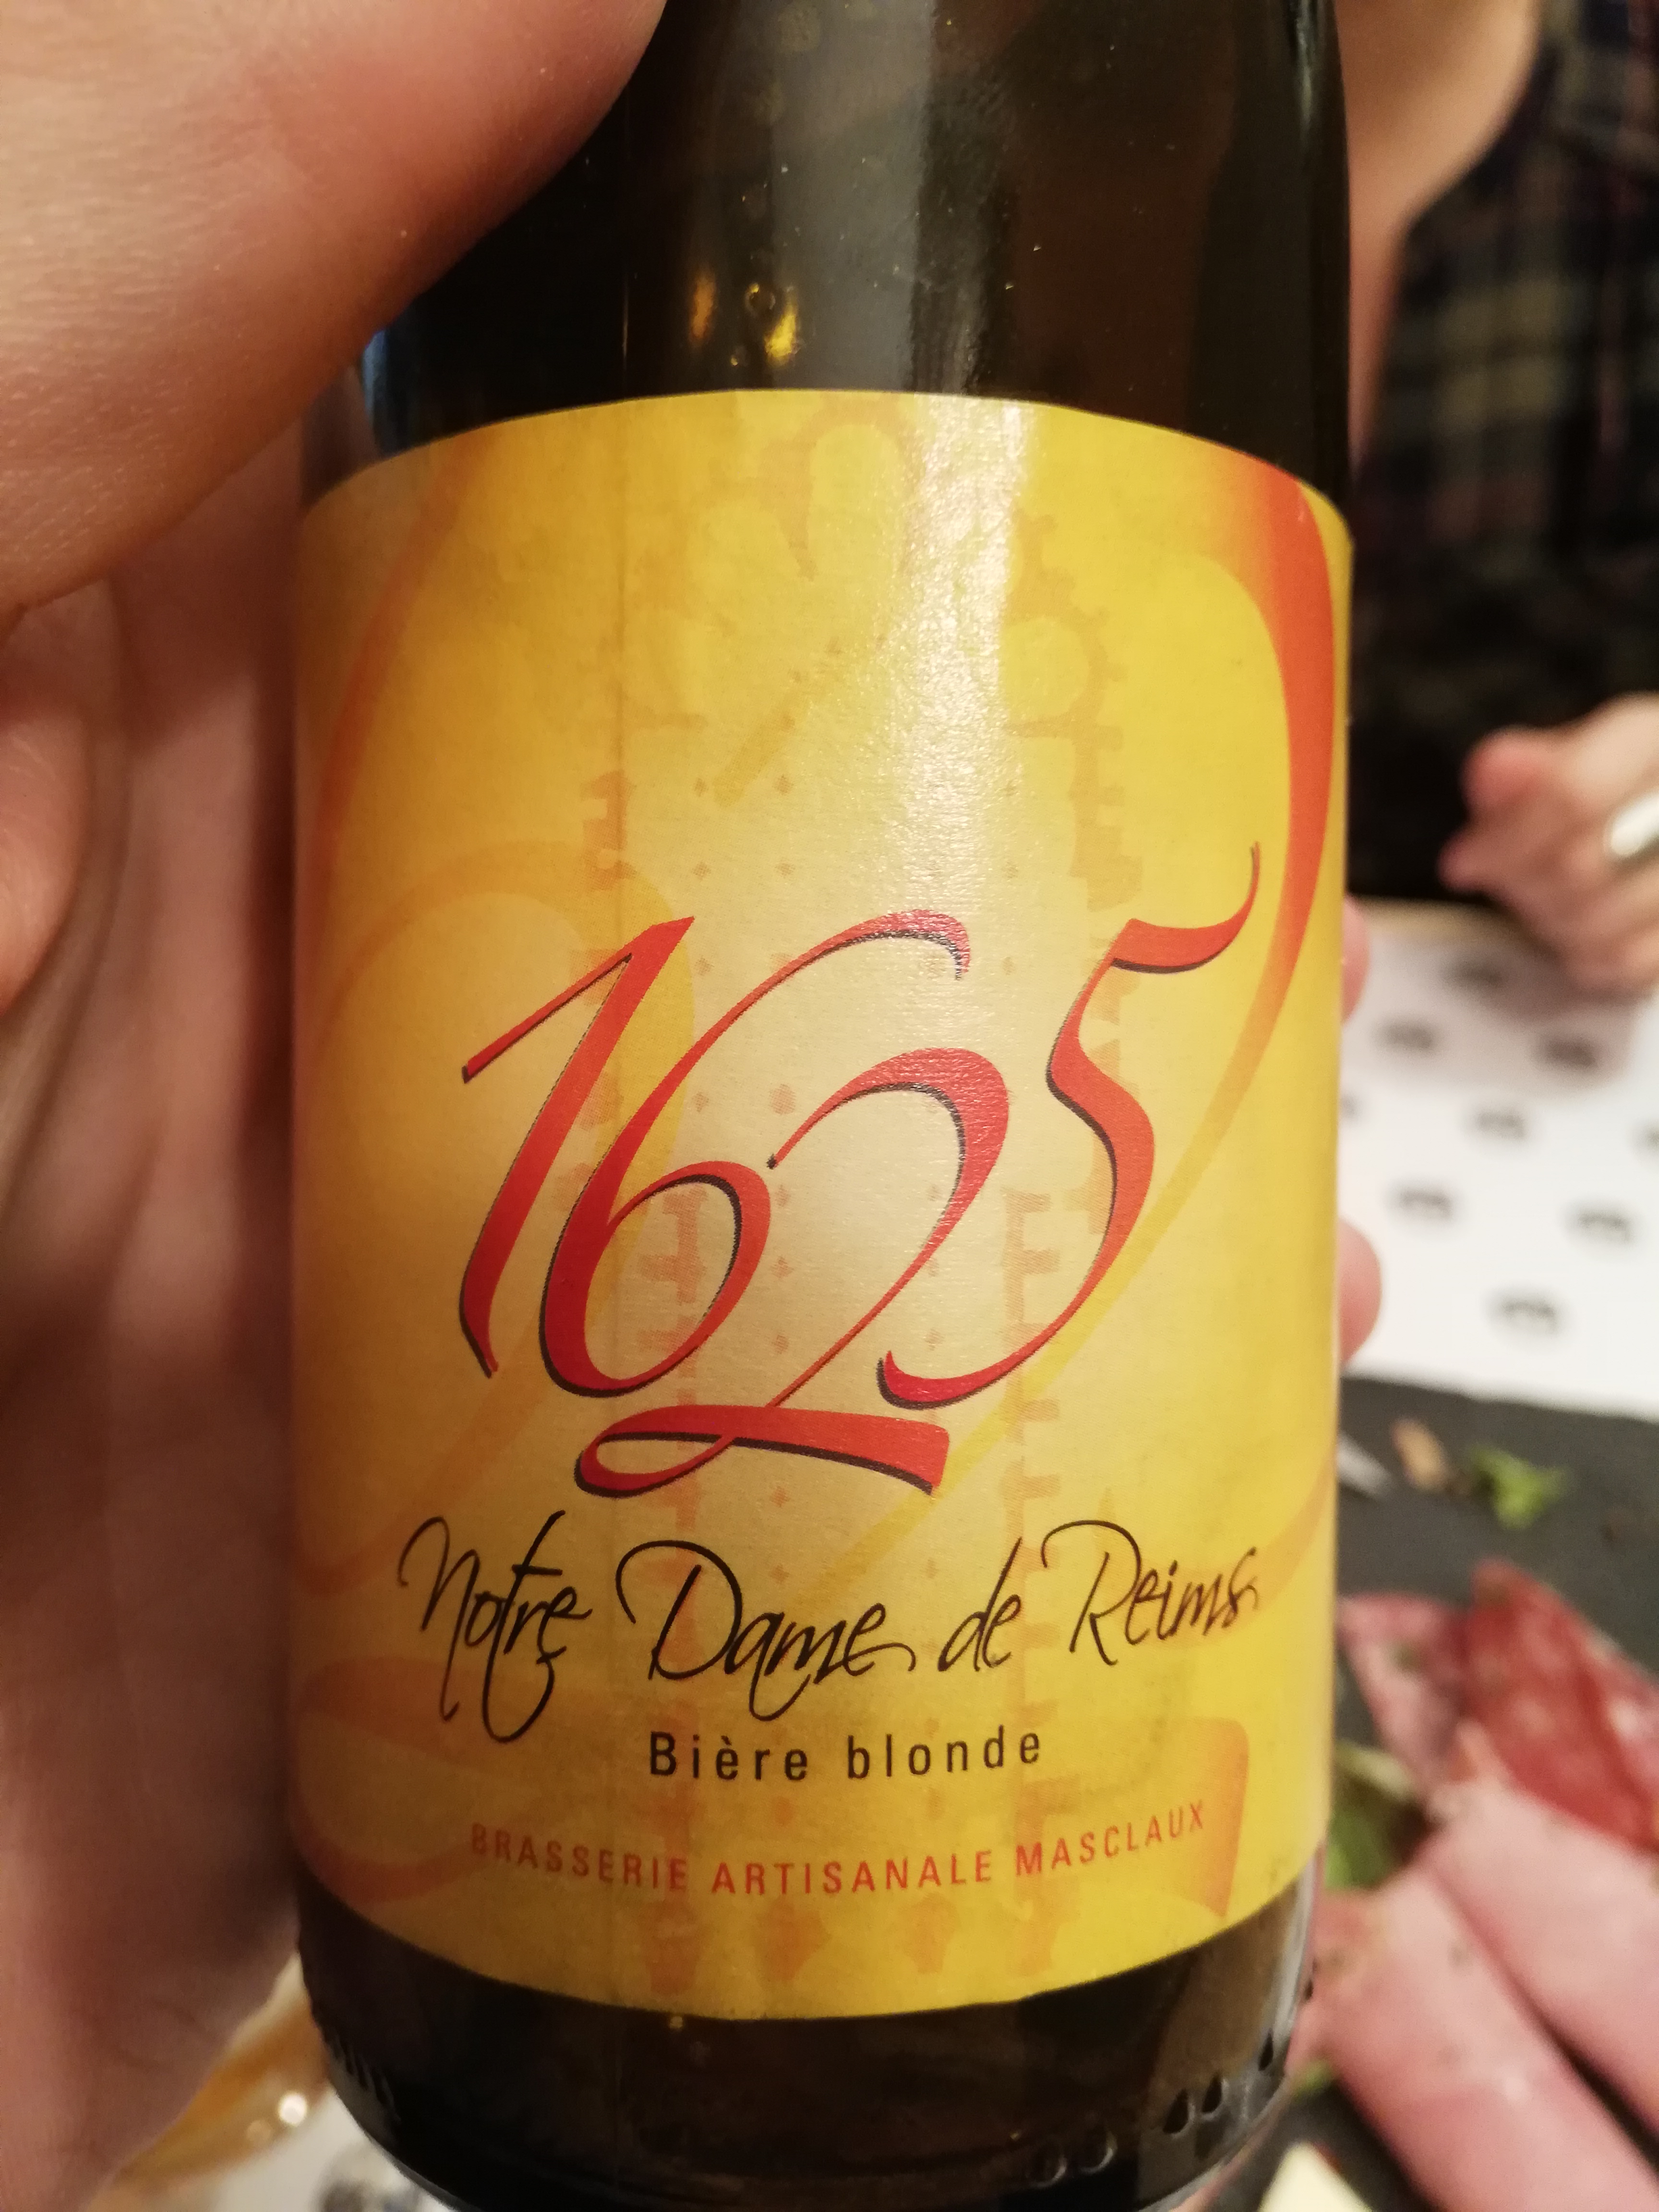 1625
Notre Dame de Reims
Bière blonde
BRASSERIE ARTISANALE MASCLAUX